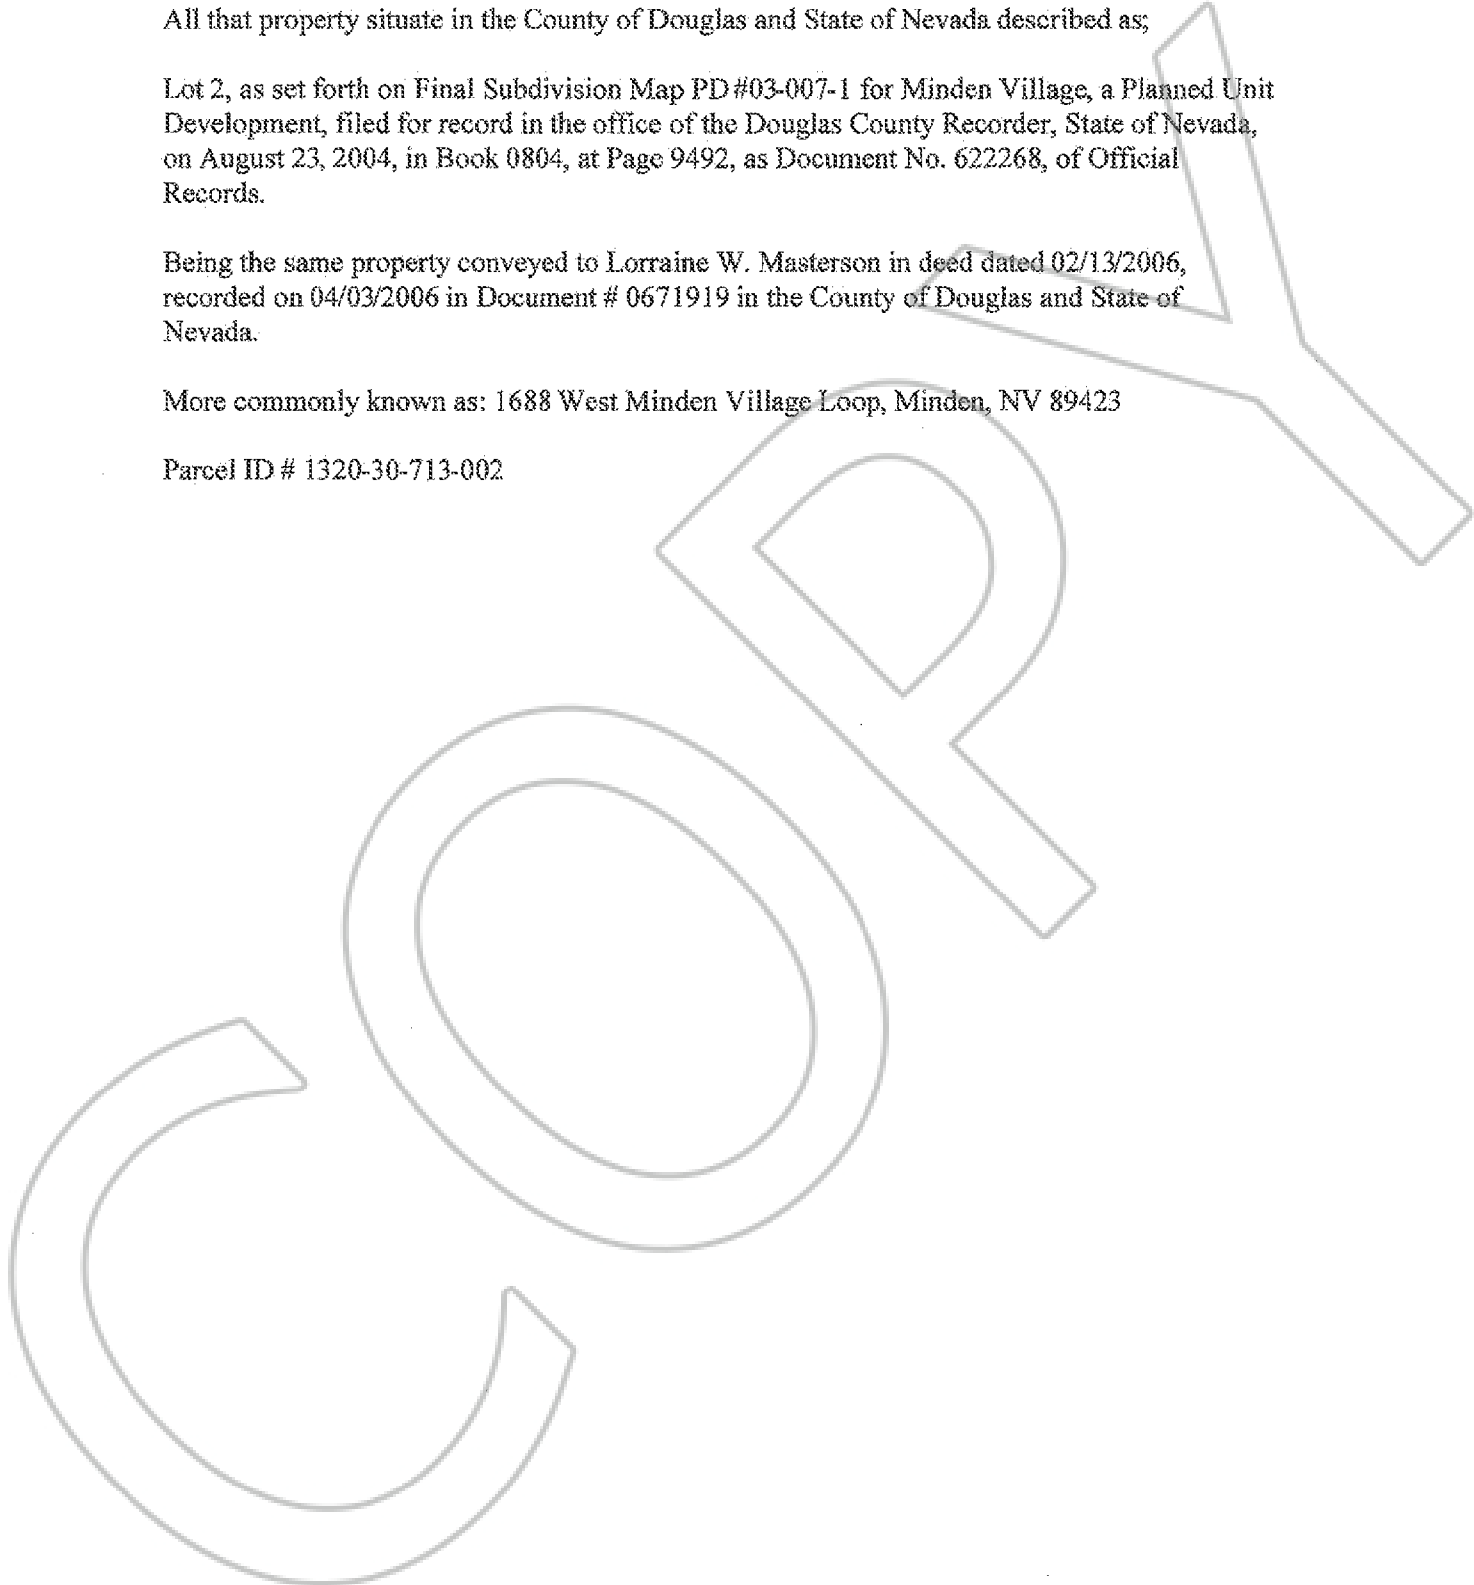 All that property situate in the County of Douglas and State of Nevada described as;
Lot 2, as set forth on Final Subdivision Map PD #03-007-1 for Minden Village, a Planned Unit
Development, filed for record in the office of the Douglas County Recorder, State of Nevada,
on August 23, 2004, in Book 0804, at Page 9492, as Document No. 622268, of Official
Records.
Being the same property conveyed to Lorraine W. Masterson in deed dated 02/13/2006,
recorded on 04/03/2006 in Document # 0671919 in the County of Douglas and State of
Nevada.
More commonly known as: 1688 West Minden Village Loop, Minden, NV 89423
Parcel ID # 1320-30-713-002
COPY